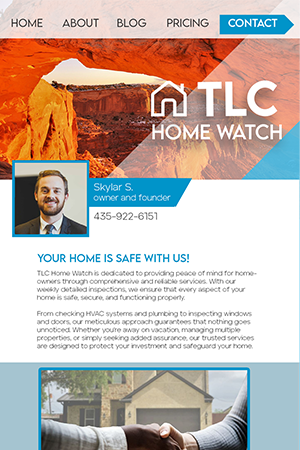 HOME ABOUT BLOG PRICING CONTACT
TLC
HOME WATCH
Skylar S.
owner and founder
435-922-6151
YOUR HOME IS SAFE WITH US!
TLC Home Watch is dedicated to providing peace of mind for home-
owners through comprehensive and reliable services. With our
weekly detailed inspections, we ensure that every aspect of your
home is safe, secure, and functioning properly.
From checking HVAC systems and plumbing to inspecting windows
and doors, our meticulous approach guarantees that nothing goes
unnoticed. Whether you're away on vacation, managing multiple
properties, or simply seeking added assurance, our trusted services
are designed to protect your investment and safeguard your home.